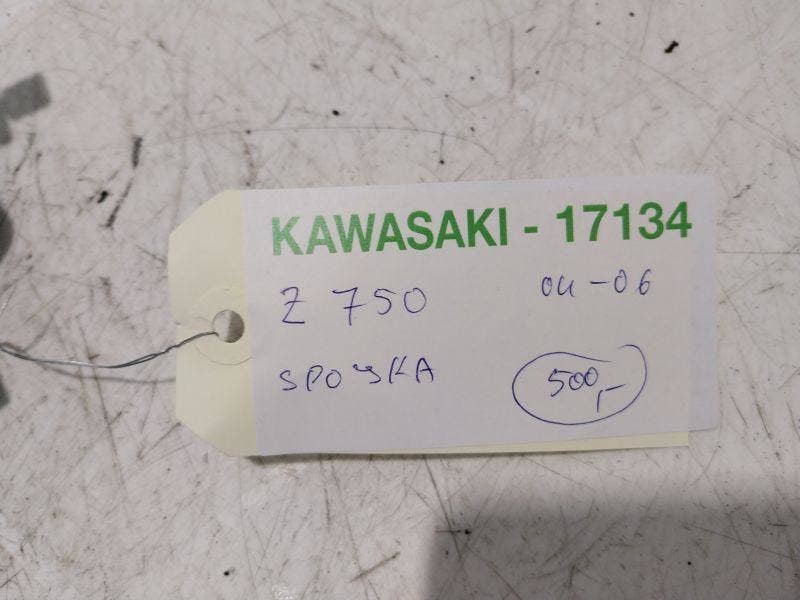 KAWASAKI - 17134
Z 750 04-06
SPOJKA 500,-